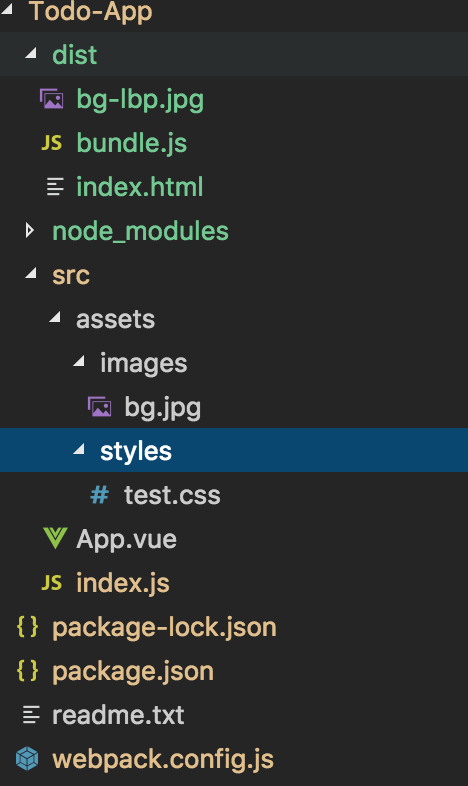 Todo-App
dist
bg-lbp.jpg
JS bundle.js
index.html
node_modules
src
assets
images
bg.jpg
styles
# test.css
App.vue
JS index.js
{ } package-lock.json
{ } package.json
readme.txt
webpack.config.js